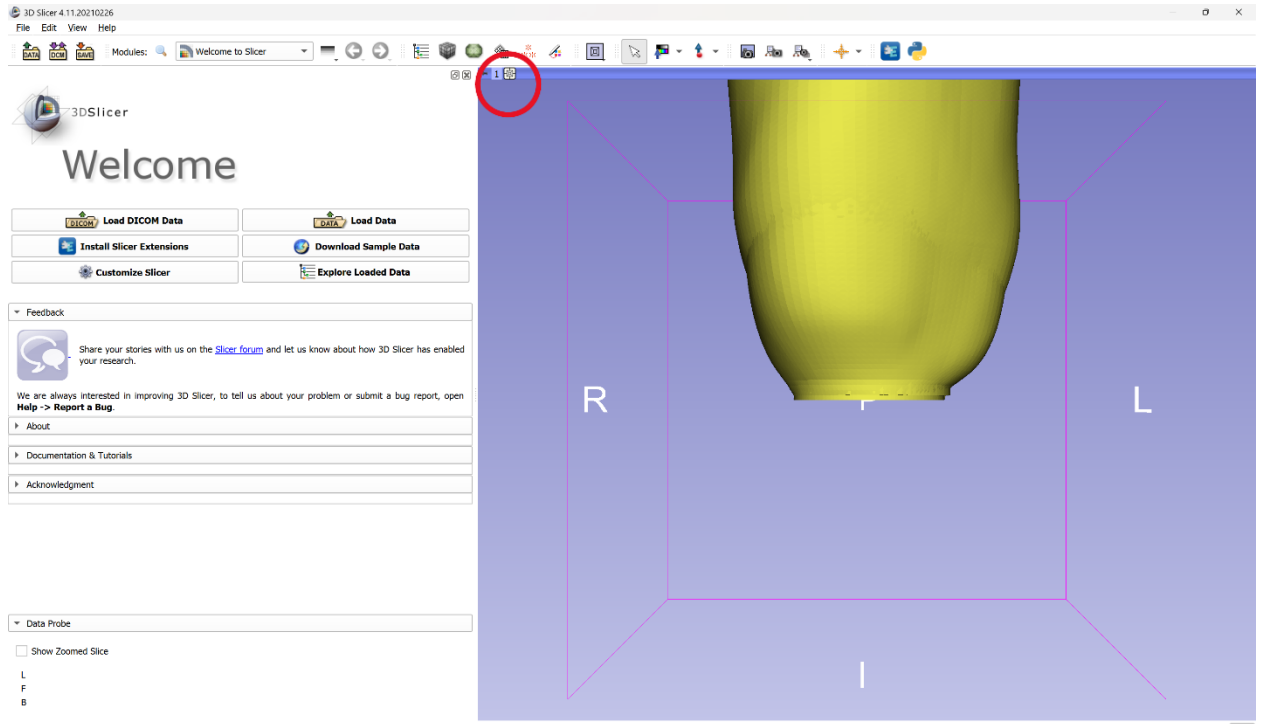 3D Slicer 4.11.20210226
File Edit View Help
DATA DCM SAVE Modules: Welcome to Slicer
1
3DSlicer
Welcome
DICOM Load DICOM Data DATA Load Data
Install Slicer Extensions Download Sample Data
Customize Slicer Explore Loaded Data
Feedback
Share your stories with us on the Slicer forum and let us know about how 3D Slicer has enabled
your research.
We are always interested in improving 3D Slicer, to tell us about your problem or submit a bug report, open
Help -> Report a Bug.
About
Documentation & Tutorials
Acknowledgment
Data Probe
Show Zoomed Slice
L
F
B
R P L
I